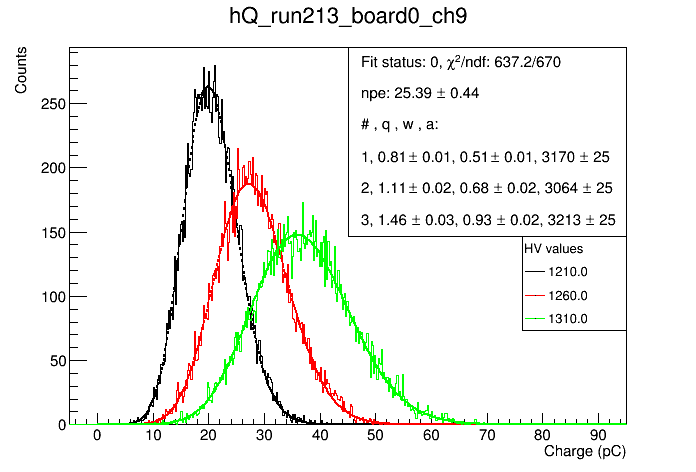 hQ_run213_board0_ch9
Counts
Fit status: 0, χ²/ndf: 637.2/670
npe: 25.39 ± 0.44
# , q , w , a:
1, 0.81 ± 0.01, 0.51 ± 0.01, 3170 ± 25
2, 1.11 ± 0.02, 0.68 ± 0.02, 3064 ± 25
3, 1.46 ± 0.03, 0.93 ± 0.02, 3213 ± 25
HV values
1210.0
1260.0
1310.0
250
200
150
100
50
0
0 10 20 30 40 50 60 70 80 90
Charge (pC)